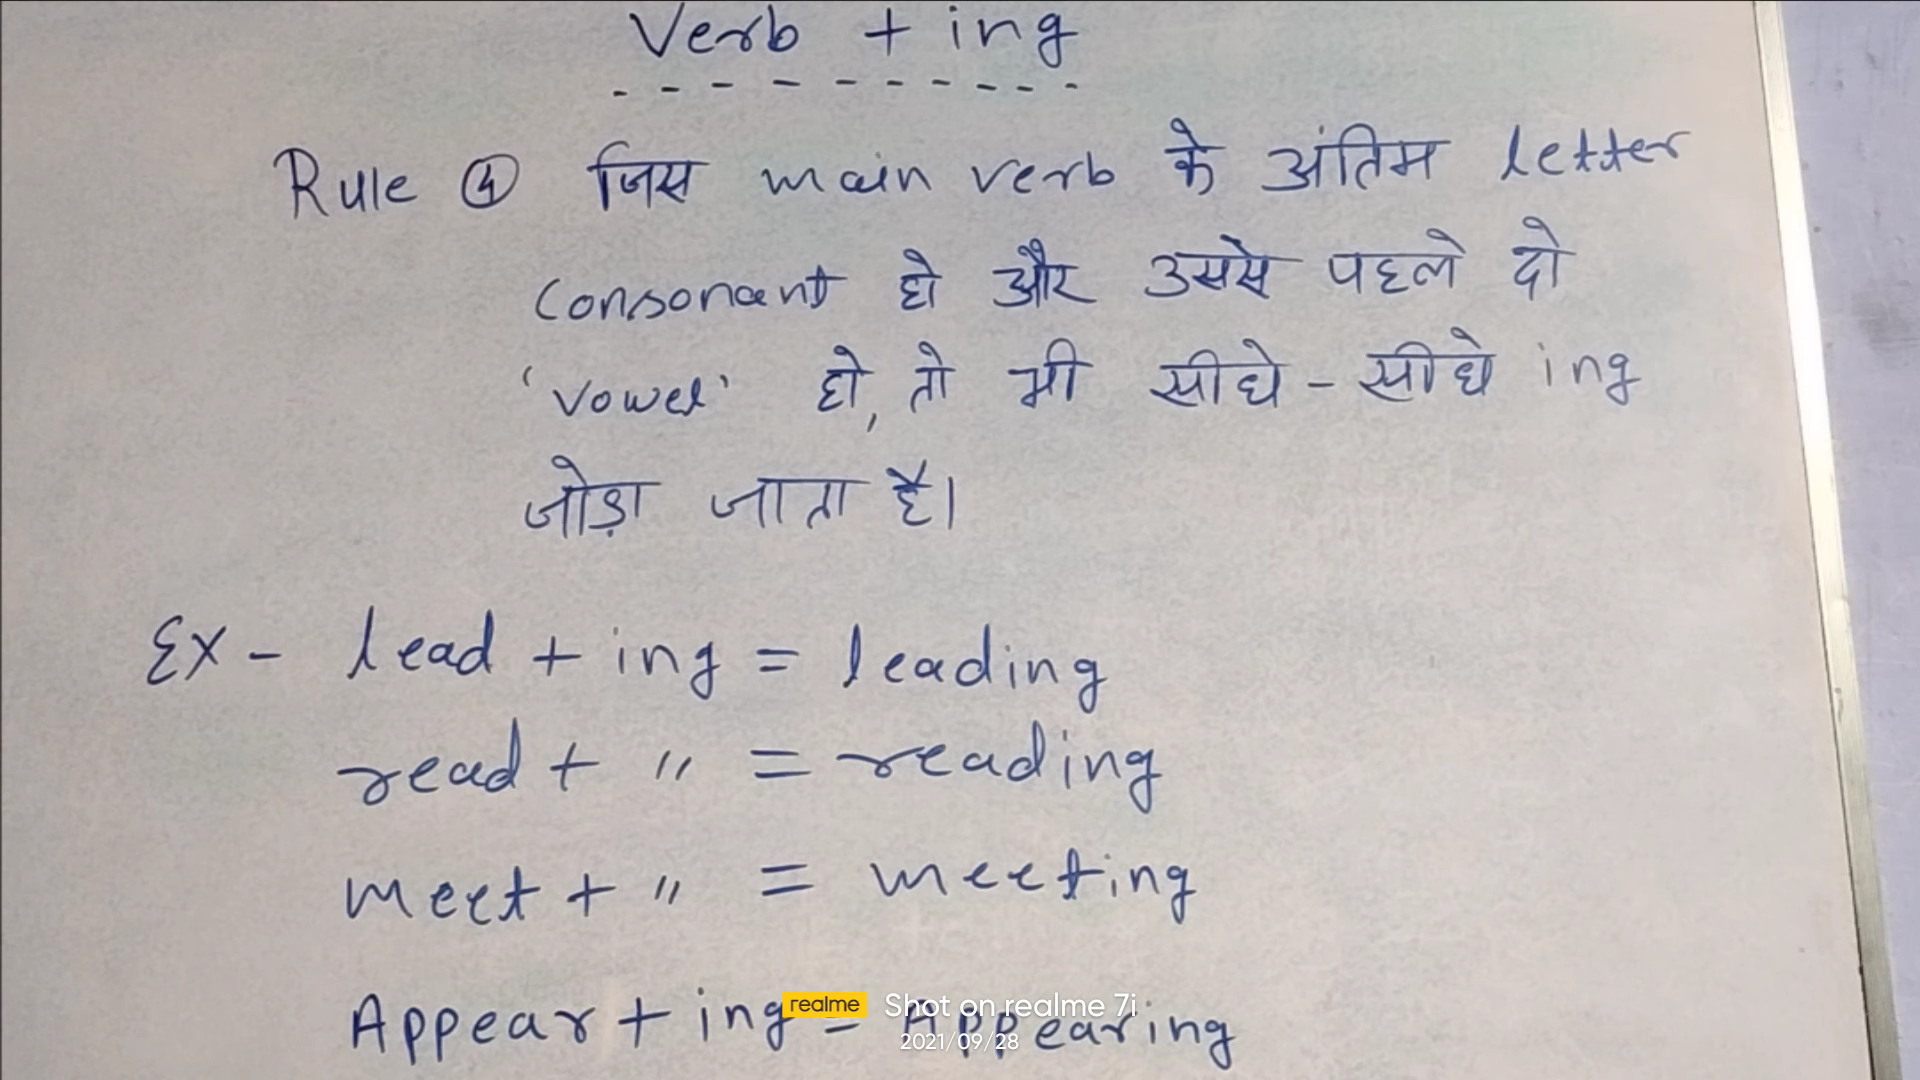 Verb + ing
Rule ④ जिस main verb के अंतिम letter
consonant हो और उससे पहले दो
'vowel' हो, तो भी सीधे - सीधे ing
जोड़ा जाता है।
Ex - lead + ing = leading
read + " = reading
meet + " = meeting
Appear + ing = Appearing
realme Shot on realme 7i
2021/09/28